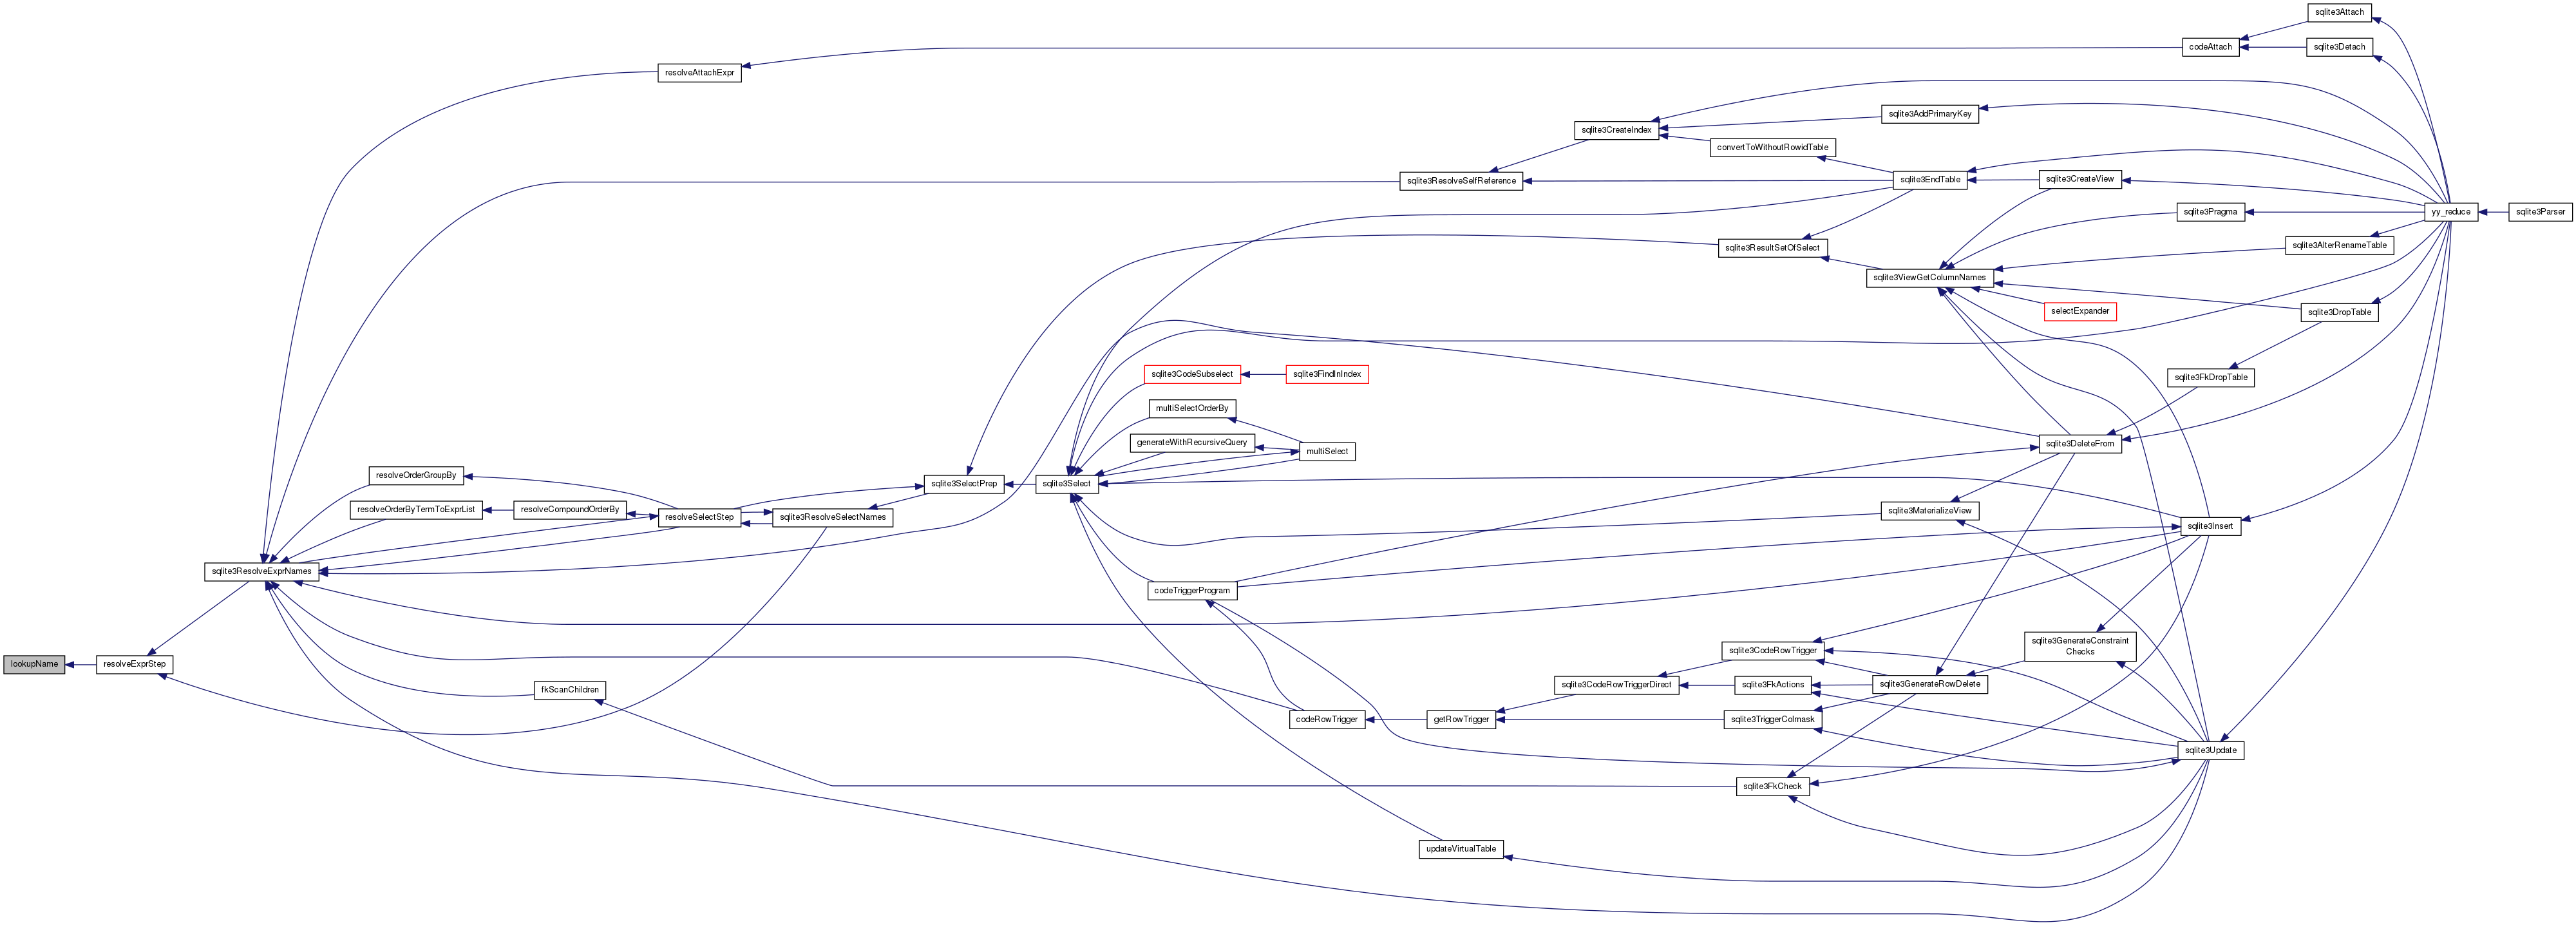 sqlite3Attach
sqlite3Detach
codeAttach
resolveAttachExpr
sqlite3AddPrimaryKey
sqlite3CreateIndex
convertToWithoutRowidTable
sqlite3ResolveSelfReference
sqlite3EndTable
sqlite3CreateView
sqlite3Pragma
yy_reduce
sqlite3Parser
sqlite3ResultSetOfSelect
sqlite3AlterRenameTable
sqlite3ViewGetColumnNames
selectExpander
sqlite3DropTable
sqlite3CodeSubselect
sqlite3FindInIndex
sqlite3FkDropTable
multiSelectOrderBy
generateWithRecursiveQuery
multiSelect
sqlite3DeleteFrom
resolveOrderGroupBy
sqlite3SelectPrep
sqlite3Select
resolveOrderByTermToExprList
resolveCompoundOrderBy
resolveSelectStep
sqlite3ResolveSelectNames
sqlite3MaterializeView
sqlite3Insert
sqlite3ResolveExprNames
codeTriggerProgram
sqlite3CodeRowTrigger
sqlite3GenerateConstraint
Checks
lookupName
resolveExprStep
fkScanChildren
sqlite3CodeRowTriggerDirect
sqlite3FkActions
sqlite3GenerateRowDelete
codeRowTrigger
getRowTrigger
sqlite3TriggerColmask
sqlite3Update
sqlite3FkCheck
updateVirtualTable